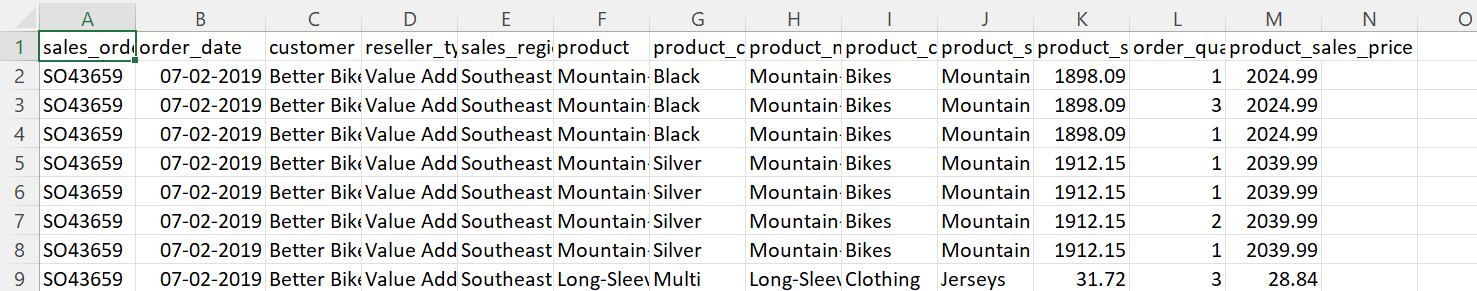 A B C D E F G H I J K L M N O
1 sales_orde order_date customer reseller_ty sales_regi product product_c product_m product_c product_s product_s order_qua product_sales_price
2 SO43659 07-02-2019 Better Bike Value Add Southeast Mountain- Black Mountain- Bikes Mountain 1898.09 1 2024.99
3 SO43659 07-02-2019 Better Bike Value Add Southeast Mountain- Black Mountain- Bikes Mountain 1898.09 3 2024.99
4 SO43659 07-02-2019 Better Bike Value Add Southeast Mountain- Black Mountain- Bikes Mountain 1898.09 1 2024.99
5 SO43659 07-02-2019 Better Bike Value Add Southeast Mountain- Silver Mountain- Bikes Mountain 1912.15 1 2039.99
6 SO43659 07-02-2019 Better Bike Value Add Southeast Mountain- Silver Mountain- Bikes Mountain 1912.15 1 2039.99
7 SO43659 07-02-2019 Better Bike Value Add Southeast Mountain- Silver Mountain- Bikes Mountain 1912.15 2 2039.99
8 SO43659 07-02-2019 Better Bike Value Add Southeast Mountain- Silver Mountain- Bikes Mountain 1912.15 1 2039.99
9 SO43659 07-02-2019 Better Bike Value Add Southeast Long-Sleev Multi Long-Sleev Clothing Jerseys 31.72 3 28.84